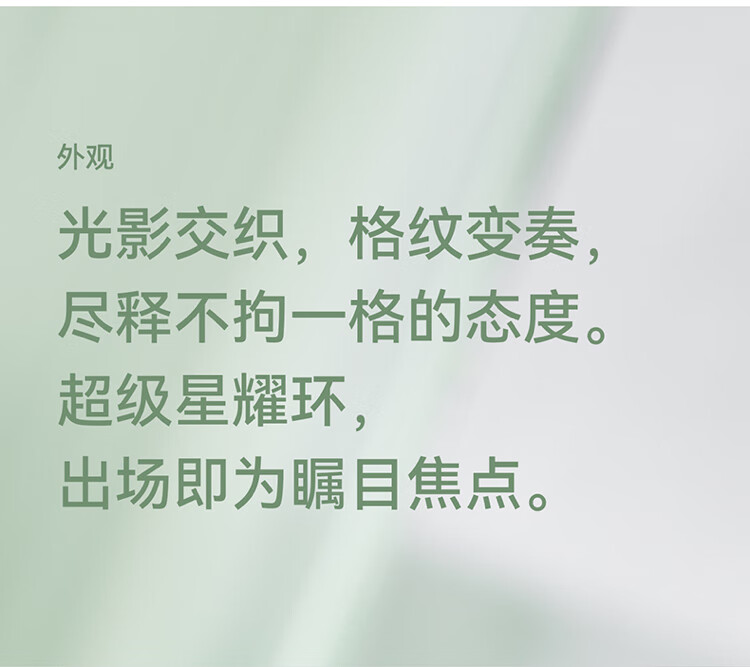 外观
光影交织，格纹变奏，
尽释不拘一格的态度。
超级星耀环，
出场即为瞩目焦点。